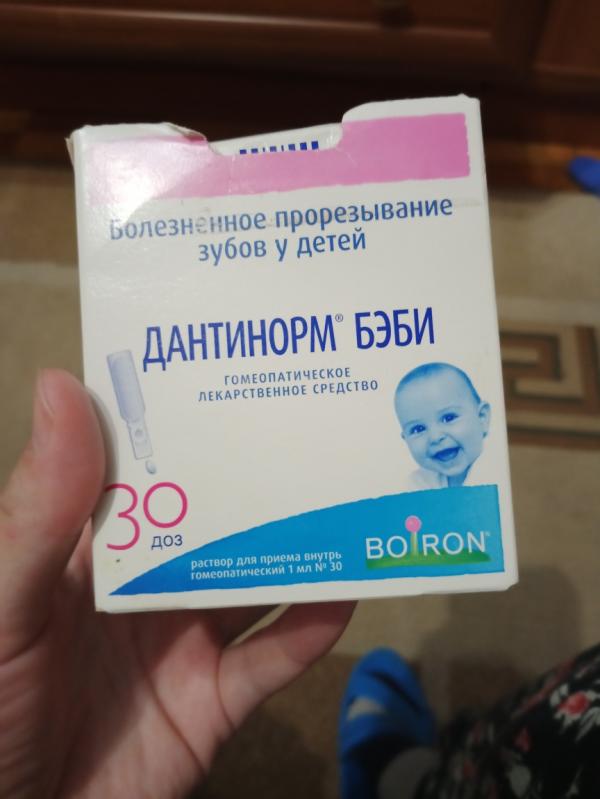 Болезненное прорезывание
зубов у детей
ДАНТИНОРМ® БЭБИ
ГОМЕОПАТИЧЕСКОЕ
ЛЕКАРСТВЕННОЕ СРЕДСТВО
30
ДОЗ
раствор для приема внутрь
гомеопатический 1 мл № 30
BOIRON®